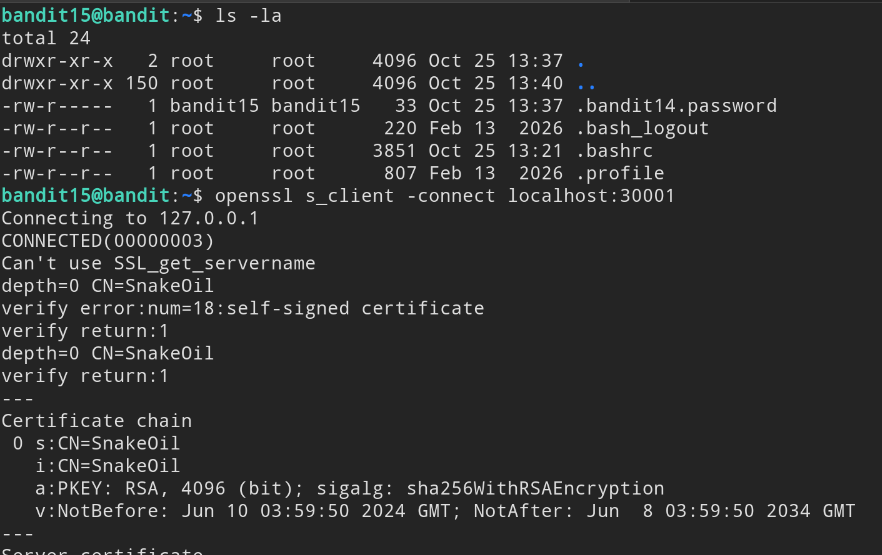 bandit15@bandit:~$ ls -la
total 24
drwxr-xr-x   2 root     root     4096 Oct 25 13:37 .
drwxr-xr-x 150 root     root     4096 Oct 25 13:40 ..
-rw-r-----   1 bandit15 bandit15   33 Oct 25 13:37 .bandit14.password
-rw-r--r--   1 root     root      220 Feb 13  2026 .bash_logout
-rw-r--r--   1 root     root     3851 Oct 25 13:21 .bashrc
-rw-r--r--   1 root     root      807 Feb 13  2026 .profile
bandit15@bandit:~$ openssl s_client -connect localhost:30001
Connecting to 127.0.0.1
CONNECTED(00000003)
Can't use SSL_get_servername
depth=0 CN=SnakeOil
verify error:num=18:self-signed certificate
verify return:1
depth=0 CN=SnakeOil
verify return:1
---
Certificate chain
 0 s:CN=SnakeOil
   i:CN=SnakeOil
   a:PKEY: RSA, 4096 (bit); sigalg: sha256WithRSAEncryption
   v:NotBefore: Jun 10 03:59:50 2024 GMT; NotAfter: Jun  8 03:59:50 2034 GMT
---
Server certificate